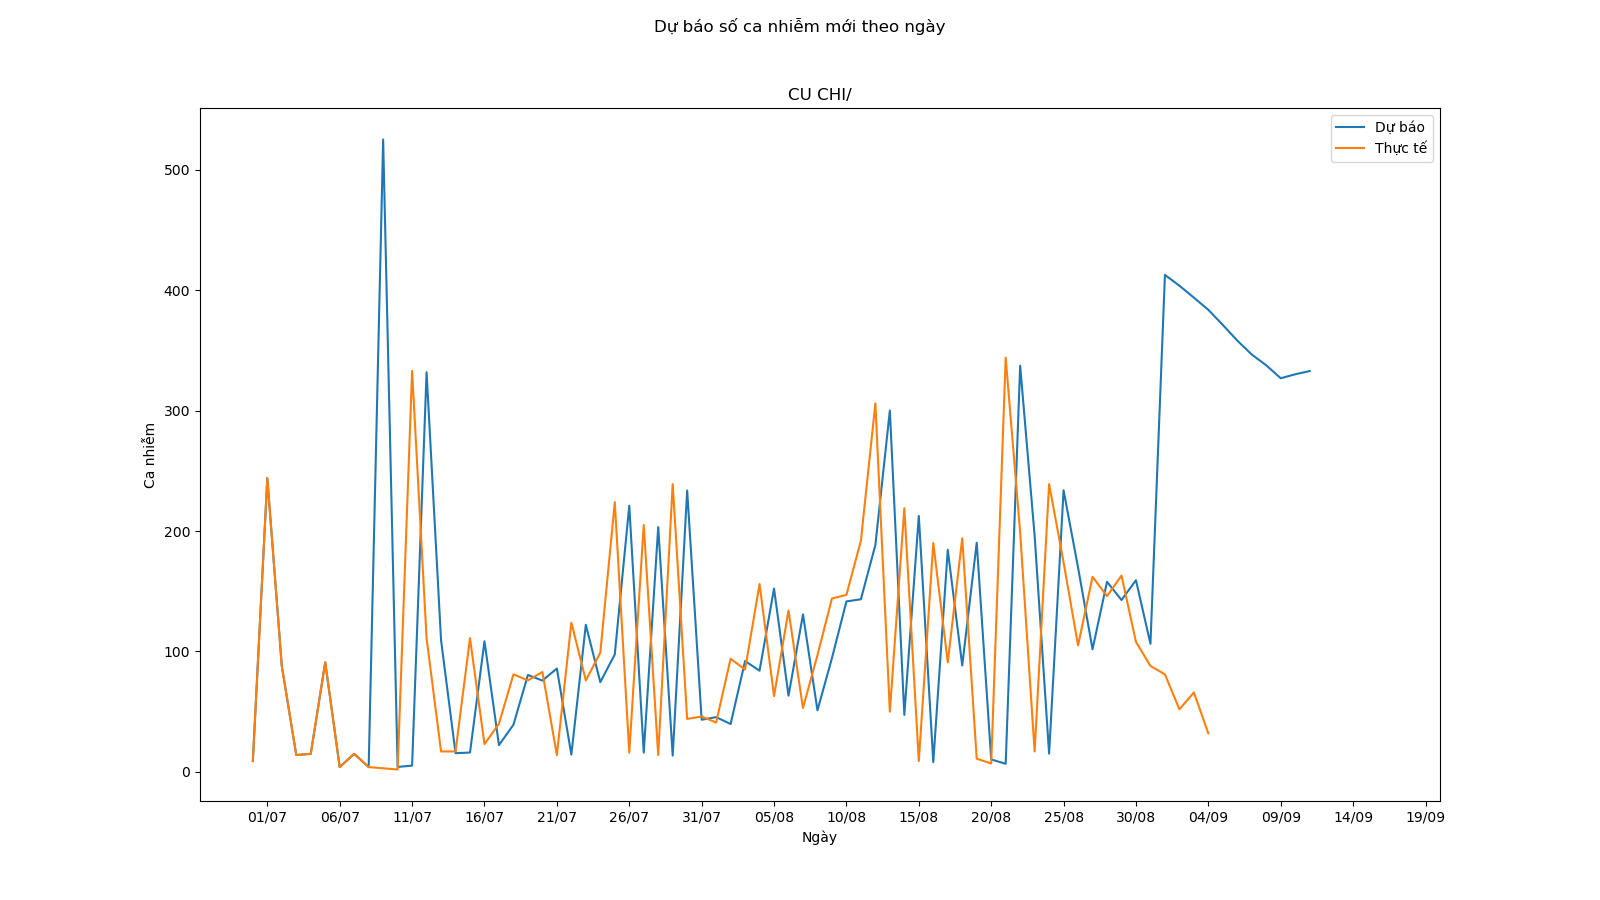 Dự báo số ca nhiễm mới theo ngày
CU CHI/
Dự báo
Thực tế
500
400
300
200
100
0
Ca nhiễm
01/07 06/07 11/07 16/07 21/07 26/07 31/07 05/08 10/08 15/08 20/08 25/08 30/08 04/09 09/09 14/09 19/09
Ngày